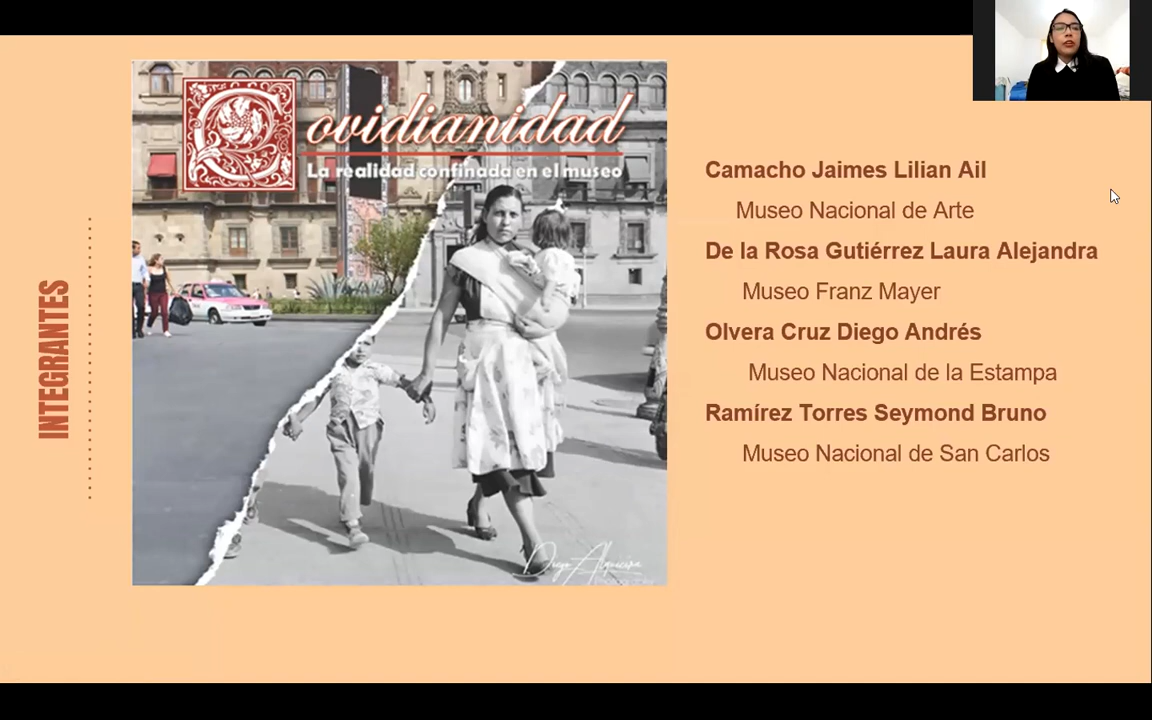 Covidianidad
La realidad confinada en el museo
INTEGRANTES
Camacho Jaimes Lilian Ail
Museo Nacional de Arte
De la Rosa Gutiérrez Laura Alejandra
Museo Franz Mayer
Olvera Cruz Diego Andrés
Museo Nacional de la Estampa
Ramírez Torres Seymond Bruno
Museo Nacional de San Carlos